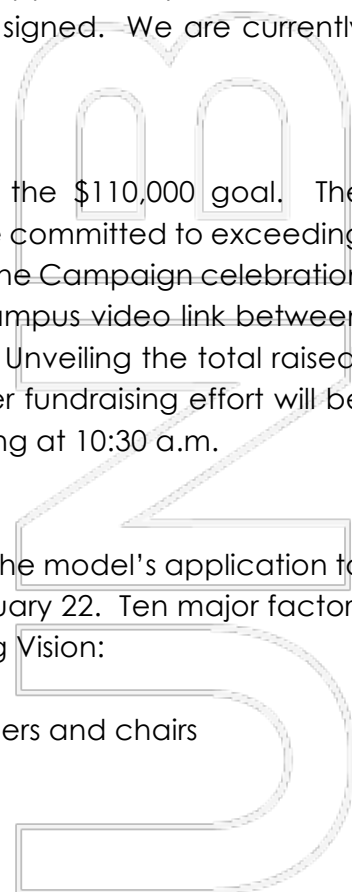 signed. We are currently
the $110,000 goal. The
e committed to exceeding
he Campaign celebration
ampus video link between
Unveiling the total raised
er fundraising effort will be
ng at 10:30 a.m.
he model's application to
uary 22. Ten major factor
g Vision:
ers and chairs
UNB